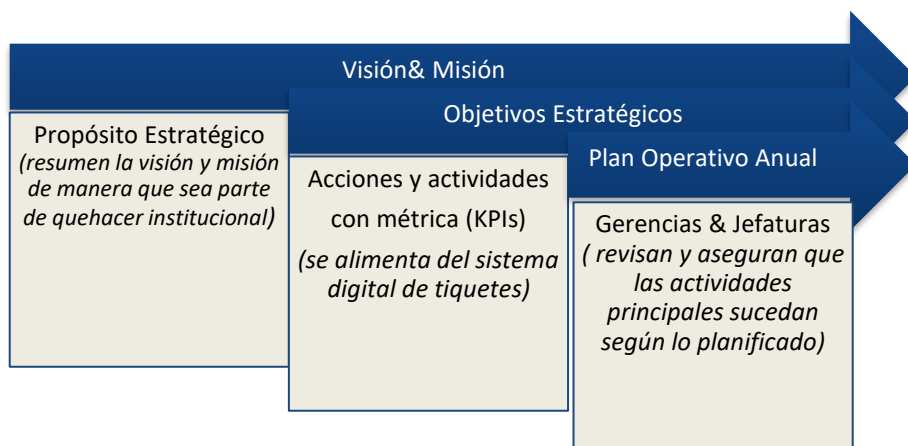 Visión& Misión
Objetivos Estratégicos
Plan Operativo Anual
Propósito Estratégico
(resumen la visión y misión
de manera que sea parte
de quehacer institucional)
Acciones y actividades
con métrica (KPIs)
(se alimenta del sistema
digital de tiquetes)
Gerencias & Jefaturas
( revisan y aseguran que
las actividades
principales sucedan
según lo planificado)